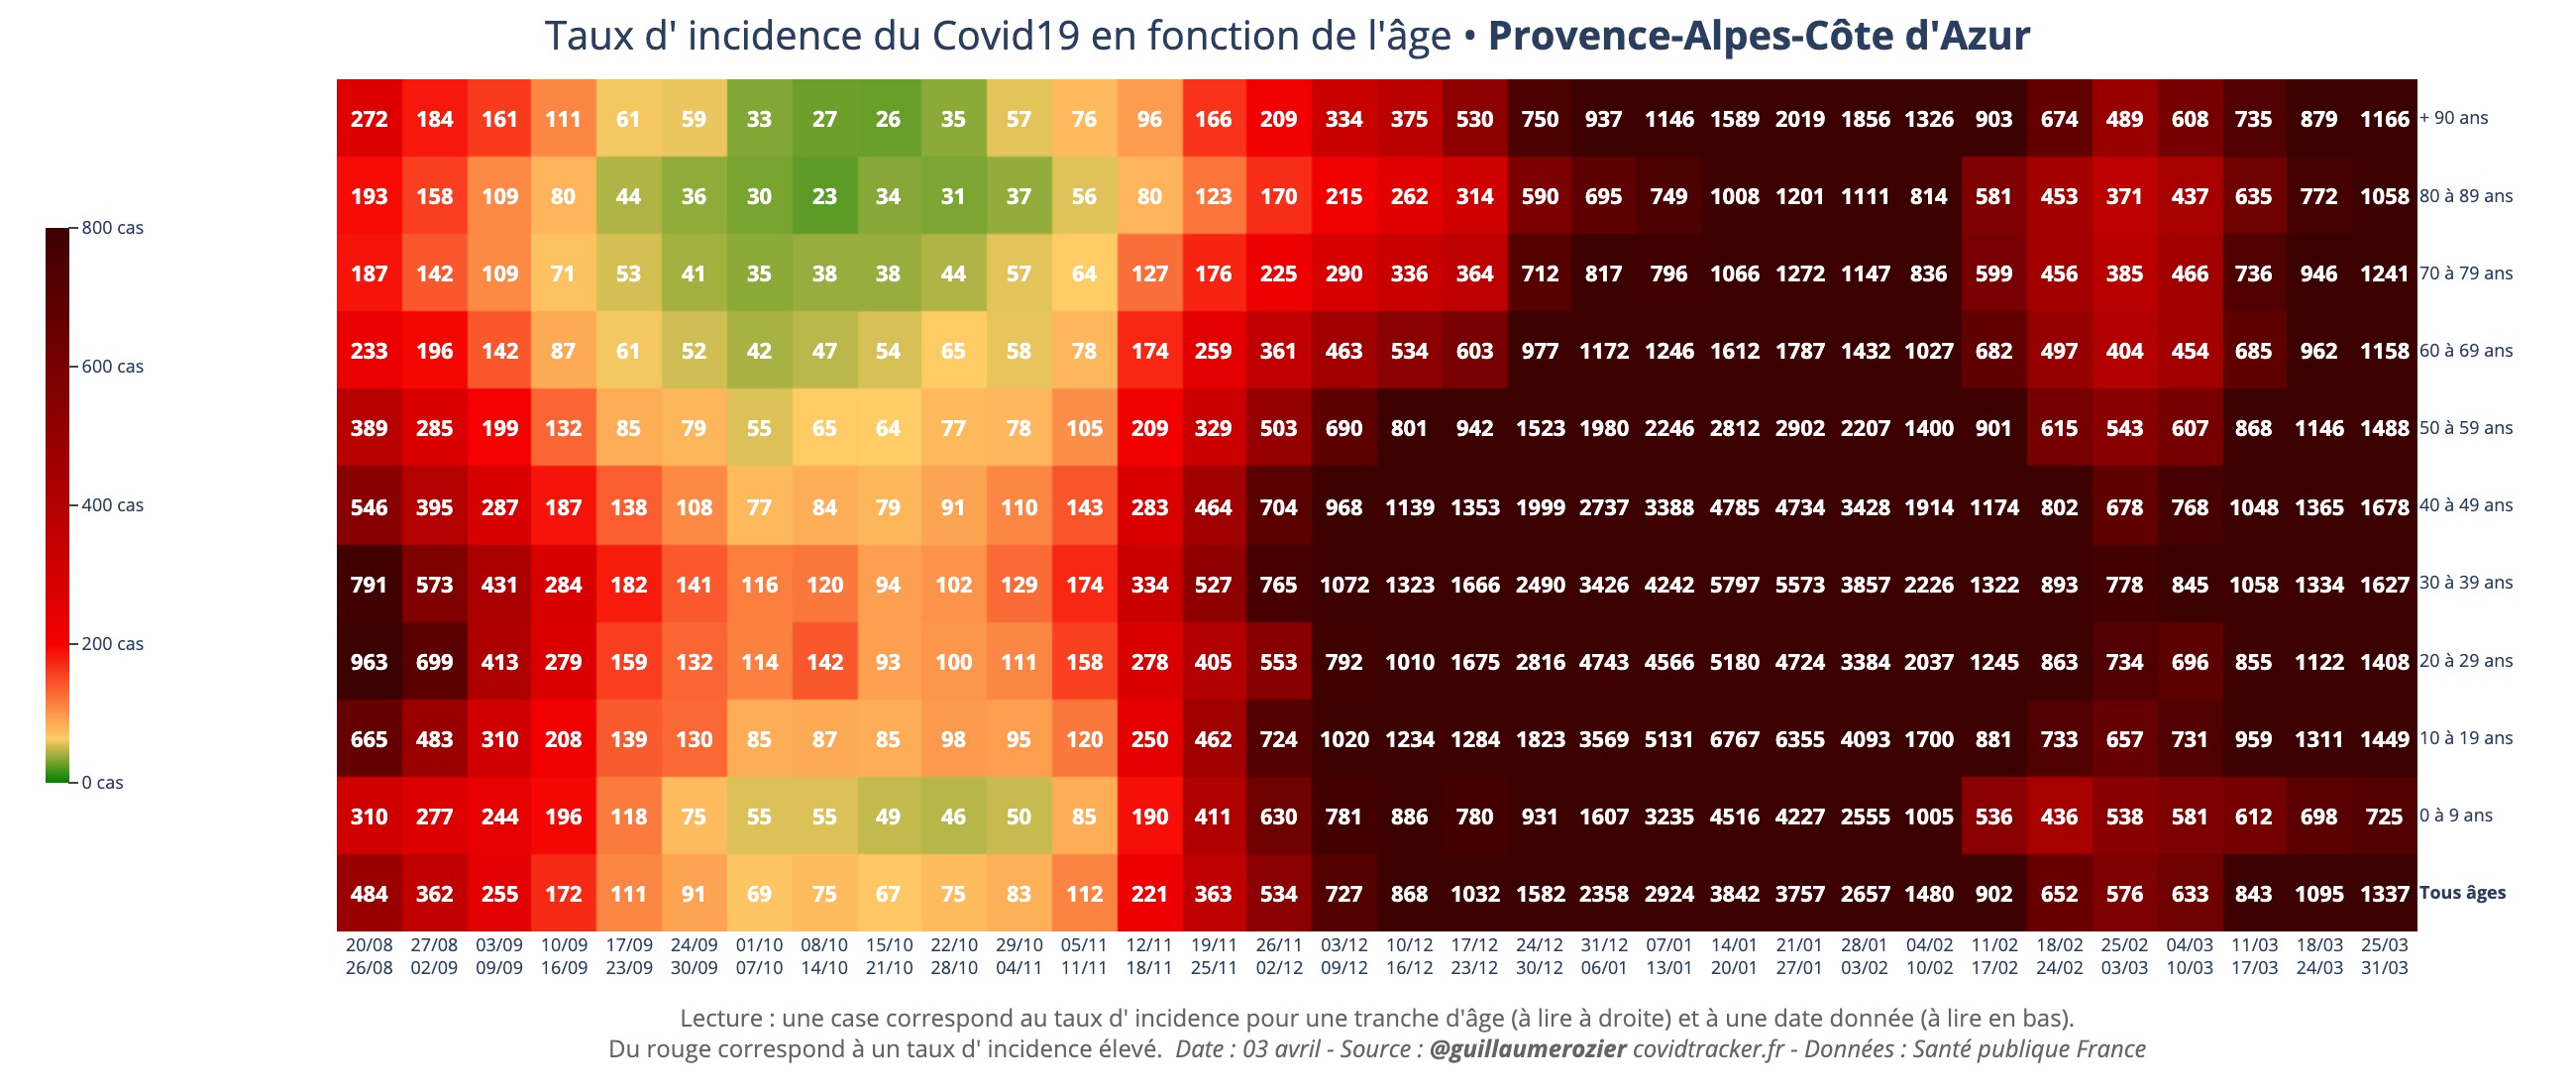 Taux d' incidence du Covid19 en fonction de l'âge • Provence-Alpes-Côte d'Azur
800 cas
600 cas
400 cas
200 cas
0 cas
272 184 161 111 61 59 33 27 26 35 57 76 96 166 209 334 375 530 750 937 1146 1589 2019 1856 1326 903 674 489 608 735 879 1166 + 90 ans
193 158 109 80 44 36 30 23 34 31 37 56 80 123 170 215 262 314 590 695 749 1008 1201 1111 814 581 453 371 437 635 772 1058 80 à 89 ans
187 142 109 71 53 41 35 38 38 44 57 64 127 176 225 290 336 364 712 817 796 1066 1272 1147 836 599 456 385 466 736 946 1241 70 à 79 ans
233 196 142 87 61 52 42 47 54 65 58 78 174 259 361 463 534 603 977 1172 1246 1612 1787 1432 1027 682 497 404 454 685 962 1158 60 à 69 ans
389 285 199 132 85 79 55 65 64 77 78 105 209 329 503 690 801 942 1523 1980 2246 2812 2902 2207 1400 901 615 543 607 868 1146 1488 50 à 59 ans
546 395 287 187 138 108 77 84 79 91 110 143 283 464 704 968 1139 1353 1999 2737 3388 4785 4734 3428 1914 1174 802 678 768 1048 1365 1678 40 à 49 ans
791 573 431 284 182 141 116 120 94 102 129 174 334 527 765 1072 1323 1666 2490 3426 4242 5797 5573 3857 2226 1322 893 778 845 1058 1334 1627 30 à 39 ans
963 699 413 279 159 132 114 142 93 100 111 158 278 405 553 792 1010 1675 2816 4743 4566 5180 4724 3384 2037 1245 863 734 696 855 1122 1408 20 à 29 ans
665 483 310 208 139 130 85 87 85 98 95 120 250 462 724 1020 1234 1284 1823 3569 5131 6767 6355 4093 1700 881 733 657 731 959 1311 1449 10 à 19 ans
310 277 244 196 118 75 55 55 49 46 50 85 190 411 630 781 886 780 931 1607 3235 4516 4227 2555 1005 536 436 538 581 612 698 725 0 à 9 ans
484 362 255 172 111 91 69 75 67 75 83 112 221 363 534 727 868 1032 1582 2358 2924 3842 3757 2657 1480 902 652 576 633 843 1095 1337 Tous âges
20/08 27/08 03/09 10/09 17/09 24/09 01/10 08/10 15/10 22/10 29/10 05/11 12/11 19/11 26/11 03/12 10/12 17/12 24/12 31/12 07/01 14/01 21/01 28/01 04/02 11/02 18/02 25/02 04/03 11/03 18/03 25/03
26/08 02/09 09/09 16/09 23/09 30/09 07/10 14/10 21/10 28/10 04/11 11/11 18/11 25/11 02/12 09/12 16/12 23/12 30/12 06/01 13/01 20/01 27/01 03/02 10/02 17/02 24/02 03/03 10/03 17/03 24/03 31/03
Lecture : une case correspond au taux d' incidence pour une tranche d'âge (à lire à droite) et à une date donnée (à lire en bas).
Du rouge correspond à un taux d' incidence élevé. Date : 03 avril - Source : @guillaumerozier covidtracker.fr - Données : Santé publique France